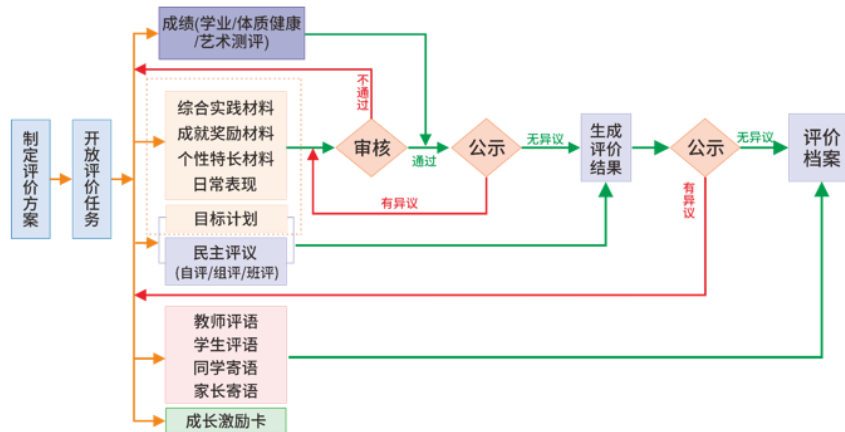 成绩(学业/体质健康
/艺术测评)
制定评价方案
开放评价任务
综合实践材料
成就奖励材料
个性特长材料
日常表现
目标计划
民主评议
(自评/组评/班评)
教师评语
学生评语
同学寄语
家长寄语
成长激励卡
不通过
审核
通过
公示
有异议
无异议
生成
评价
结果
公示
有异议
无异议
评价
档案